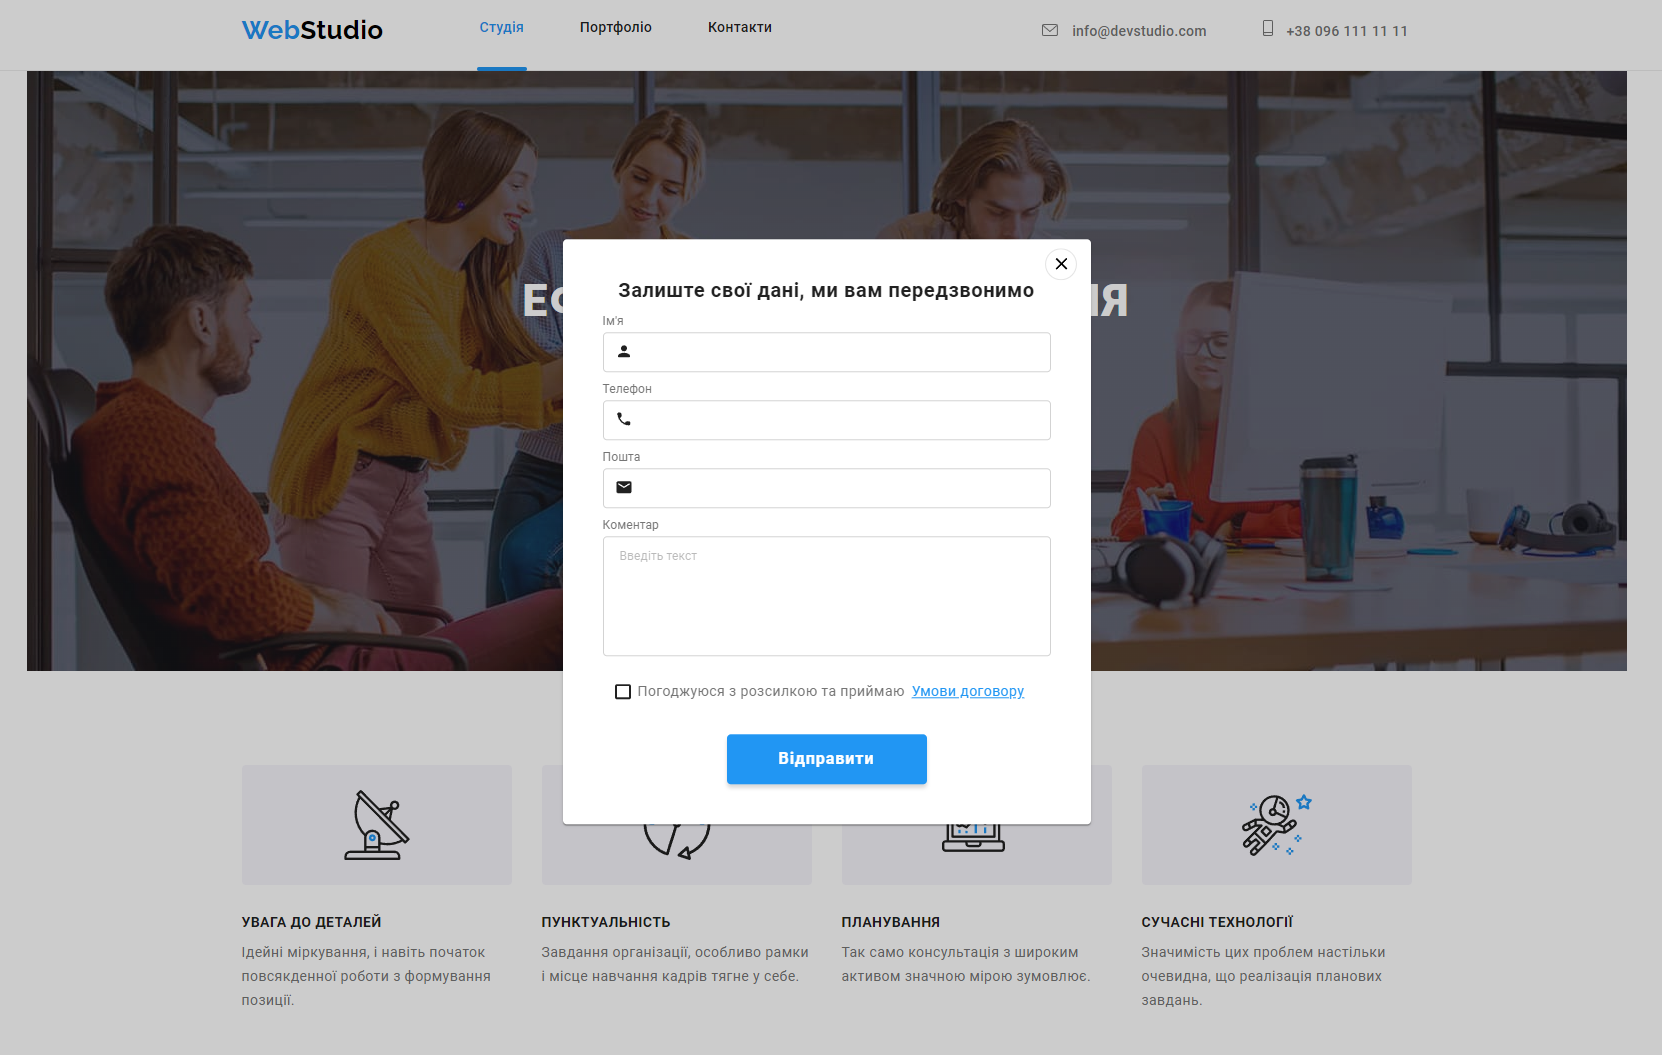 WebStudio
Студія
Портфоліо
Контакти
info@devstudio.com
+38 096 111 11 11
Залиште свої дані, ми вам передзвонимо
Ім'я
Телефон
Пошта
Коментар
Введіть текст
Погоджуюся з розсилкою та приймаю Умови договору
Відправити
УВАГА ДО ДЕТАЛЕЙ
Ідейні міркування, і навіть початок
повсякденної роботи з формування
позиції.
ПУНКТУАЛЬНІСТЬ
Завдання організації, особливо рамки
і місце навчання кадрів тягне у себе.
ПЛАНУВАННЯ
Так само консультація з широким
активом значною мірою зумовлює.
СУЧАСНІ ТЕХНОЛОГІЇ
Значимість цих проблем настільки
очевидна, що реалізація планових
завдань.